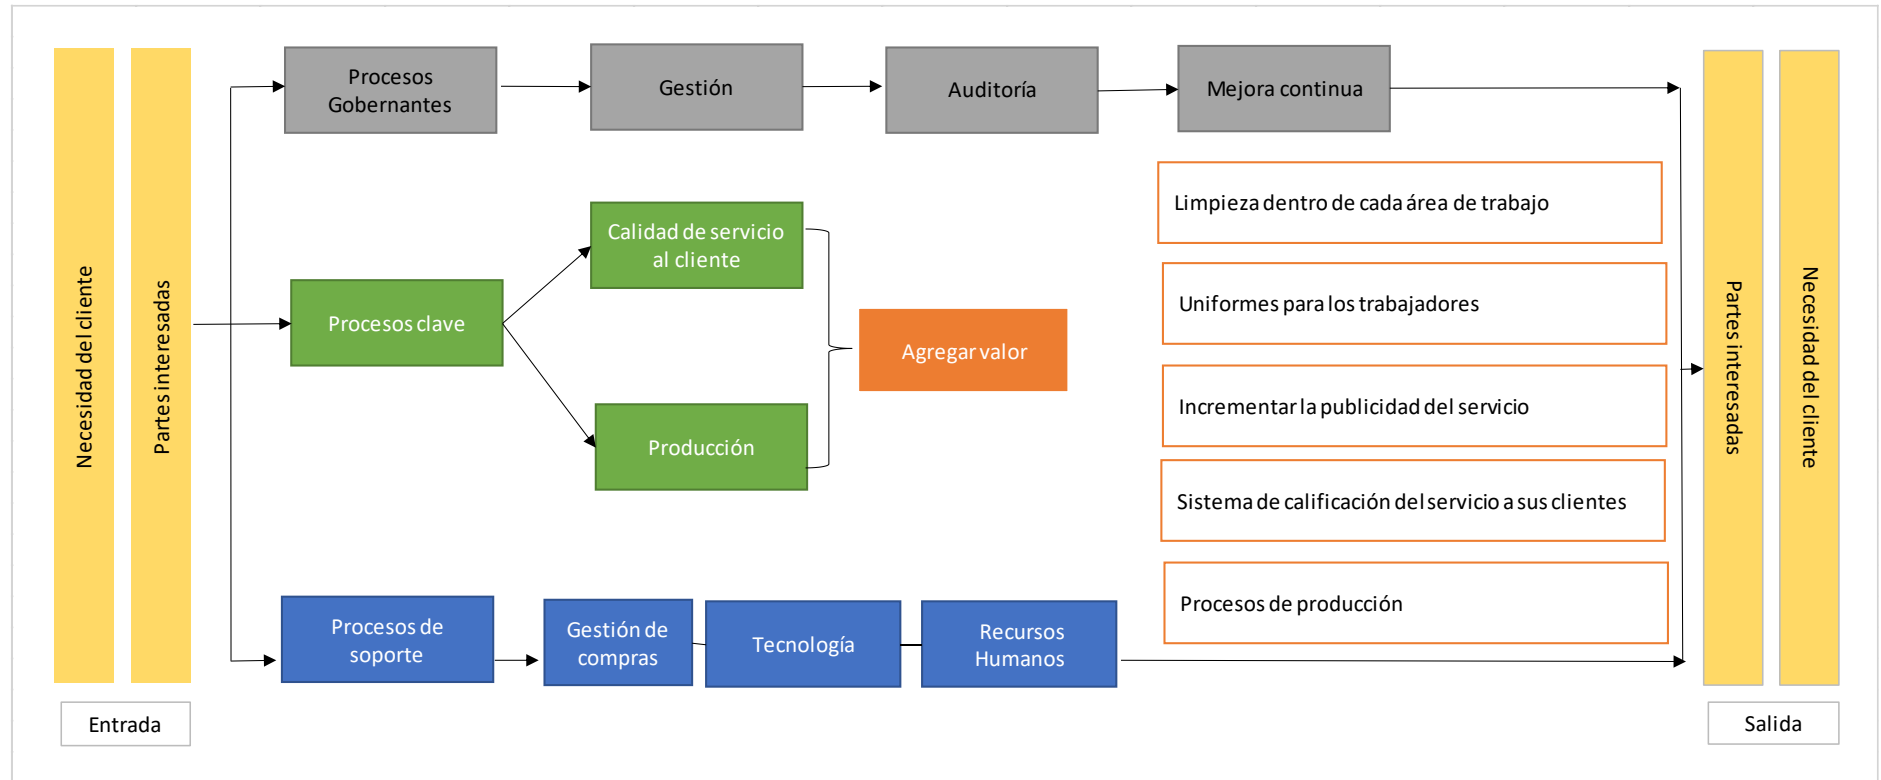 Necesidad del cliente
Partes interesadas
Procesos
Gobernantes
Gestión
Auditoría
Mejora continua
Procesos clave
Calidad de servicio
al cliente
Producción
Agregar valor
Limpieza dentro de cada área de trabajo
Uniformes para los trabajadores
Incrementar la publicidad del servicio
Sistema de calificación del servicio a sus clientes
Procesos de producción
Procesos de
soporte
Gestión de
compras
Tecnología
Recursos
Humanos
Partes interesadas
Necesidad del cliente
Entrada
Salida